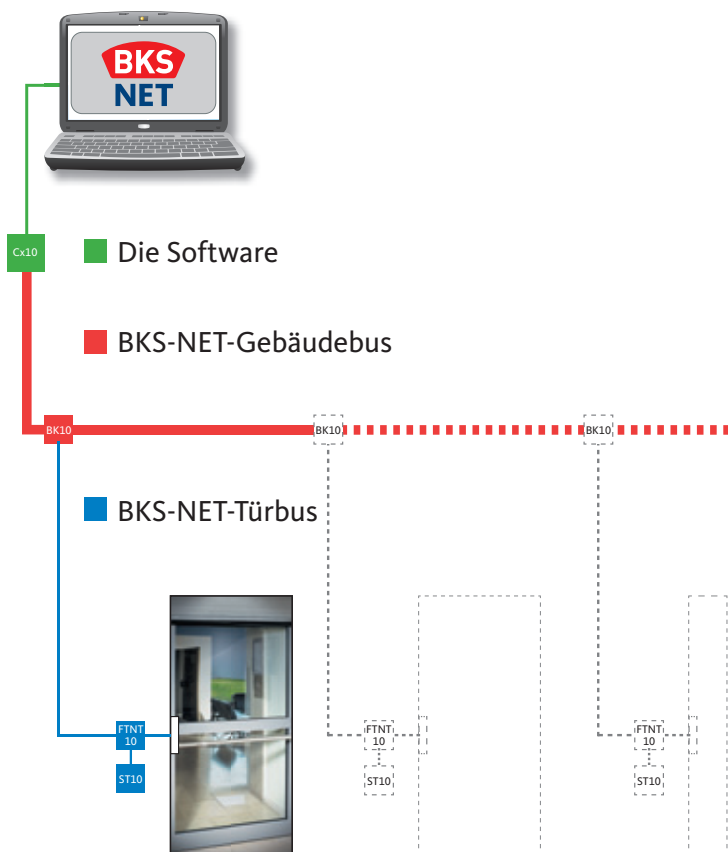 BKS
NET
Cx10
Die Software
BKS-NET-Gebäudebus
BK10
BK10
BK10
BKS-NET-Türbus
FTNT
10
FTNT
10
FTNT
10
ST10
ST10
ST10